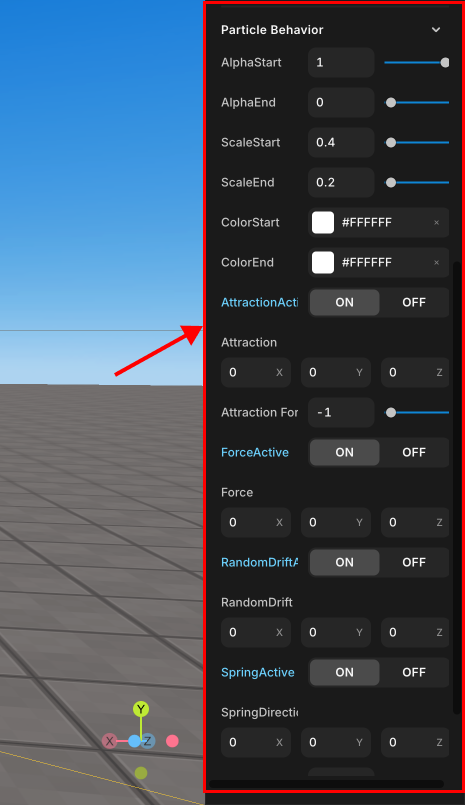 Particle Behavior
AlphaStart 1
AlphaEnd 0
ScaleStart 0.4
ScaleEnd 0.2
ColorStart #FFFFFF ×
ColorEnd #FFFFFF ×
AttractionActi ON OFF
Attraction
0 X 0 Y 0 Z
Attraction For -1
ForceActive ON OFF
Force
0 X 0 Y 0 Z
RandomDriftA ON OFF
RandomDrift
0 X 0 Y 0 Z
SpringActive ON OFF
SpringDirectio
0 X 0 Y 0 Z
Y
X Z